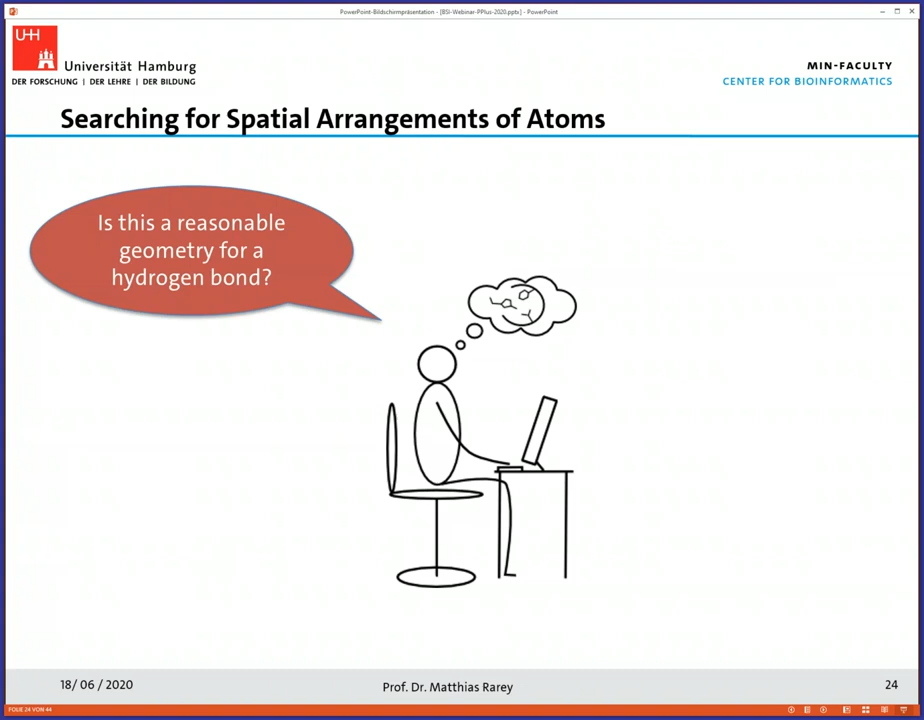 PowerPoint-Bildschirmpräsentation - [BSI-Webinar-PPlus-2020.pptx] - PowerPoint
UHH
Universität Hamburg
DER FORSCHUNG | DER LEHRE | DER BILDUNG
MIN-FACULTY
CENTER FOR BIOINFORMATICS
Searching for Spatial Arrangements of Atoms
Is this a reasonable
geometry for a
hydrogen bond?
18/ 06 / 2020
Prof. Dr. Matthias Rarey
24
FOLIE 24 VON 44